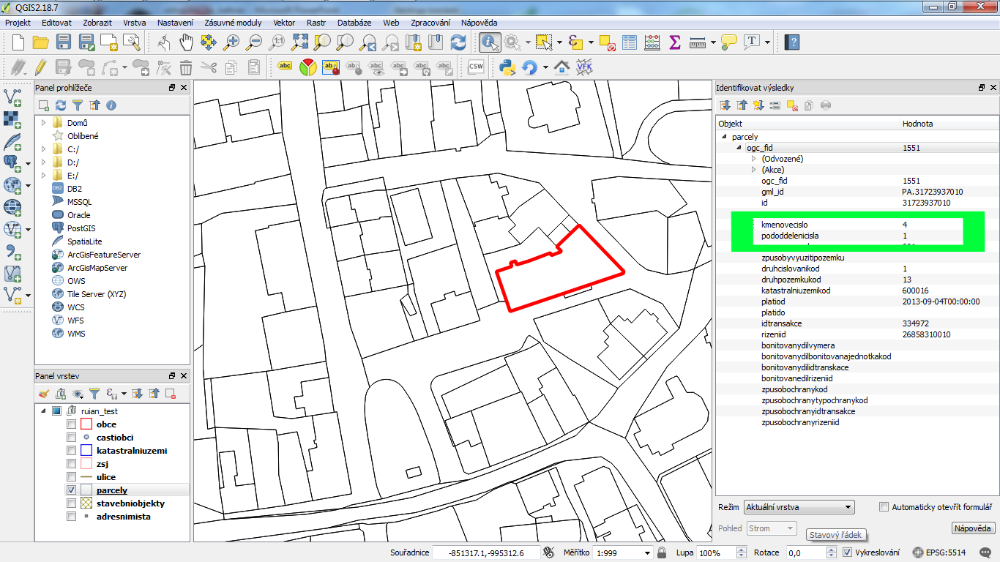 QGIS2.18.7
Projekt Editovat Zobrazit Vrstva Nastavení Zásuvné moduly Vektor Rastr Databáze Web Zpracování Nápověda
Panel prohlížeče
Domů
Oblíbené
C:/
D:/
E:/
DB2
MSSQL
Oracle
PostGIS
SpatiaLite
ArcGisFeatureServer
ArcGisMapServer
OWS
Tile Server (XYZ)
WCS
WFS
WMS
Panel vrstev
ruian_test
obce
castiobci
katastralniuzemi
zsj
ulice
parcely
stavebniobjekty
adresnimista
Identifikovat výsledky
Objekt Hodnota
parcely
ogc_fid 1551
(Odvozené)
(Akce)
ogc_fid 1551
gml_id PA.31723937010
id 31723937010
kmenovecislo 4
pododdelenicisla 1
zpusobyvyuzitipozemku
druhcislovanikod 1
druhpozemkukod 13
katastralniuzemikod 600016
platiod 2013-09-04T00:00:00
platido
idtransakce 334972
rizeniid 26858310010
bonitovanydilvymera
bonitovanydilbonitovanajednotkakod
bonitovanydilidtranskace
bonitovanedilrizeniid
zpusobochranykod
zpusobochranytypochranykod
zpusobochranyidtransakce
zpusobochranyrizeniid
Režim Aktuální vrstva Automaticky otevřít formulář
Pohled Strom Nápověda
Stavový řádek
Souřadnice -851317.1,-995312.6 Měřítko 1:999 Lupa 100% Rotace 0,0 Vykreslování EPSG:5514